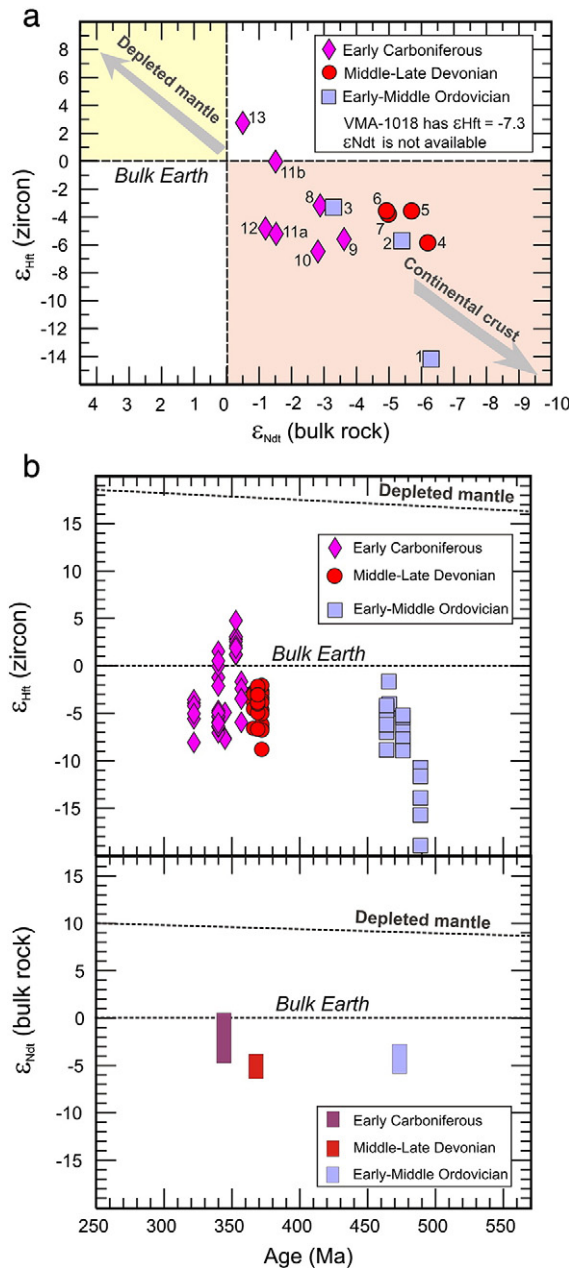 a
8
6
4
2
0
-2
-4
-6
-8
-10
-12
-14
εHft (zircon)
Depleted mantle
Bulk Earth
Early Carboniferous
Middle-Late Devonian
Early-Middle Ordovician
VMA-1018 has εHft = -7.3
εNdt is not available
13
11b
8
3
6
5
7
12
11a
10
9
2
4
1
Continental crust
4 3 2 1 0 -1 -2 -3 -4 -5 -6 -7 -8 -9 -10
εNdt (bulk rock)
b
15
10
5
0
-5
-10
-15
εHft (zircon)
Depleted mantle
Early Carboniferous
Middle-Late Devonian
Early-Middle Ordovician
Bulk Earth
15
10
5
0
-5
-10
-15
εNdt (bulk rock)
Depleted mantle
Bulk Earth
Early Carboniferous
Middle-Late Devonian
Early-Middle Ordovician
250 300 350 400 450 500 550
Age (Ma)